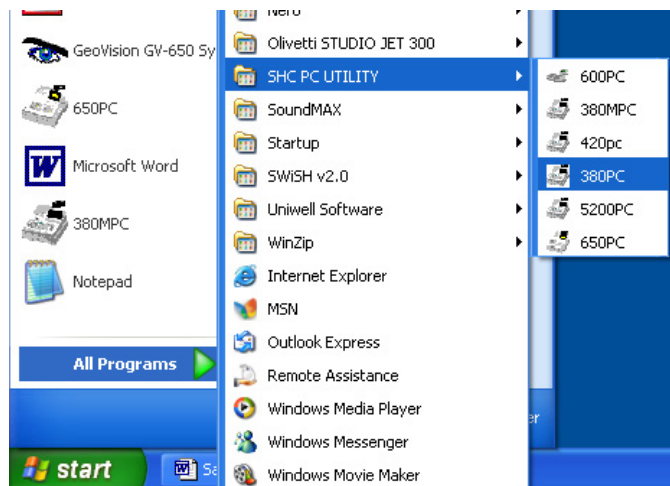 GeoVision GV-650 Sy
650PC
Microsoft Word
380MPC
Notepad
All Programs
start
Nero
Olivetti STUDIO JET 300
SHC PC UTILITY
SoundMAX
Startup
SWiSH v2.0
Uniwell Software
WinZip
Internet Explorer
MSN
Outlook Express
Remote Assistance
Windows Media Player
Windows Messenger
Windows Movie Maker
600PC
380MPC
420pc
380PC
5200PC
650PC